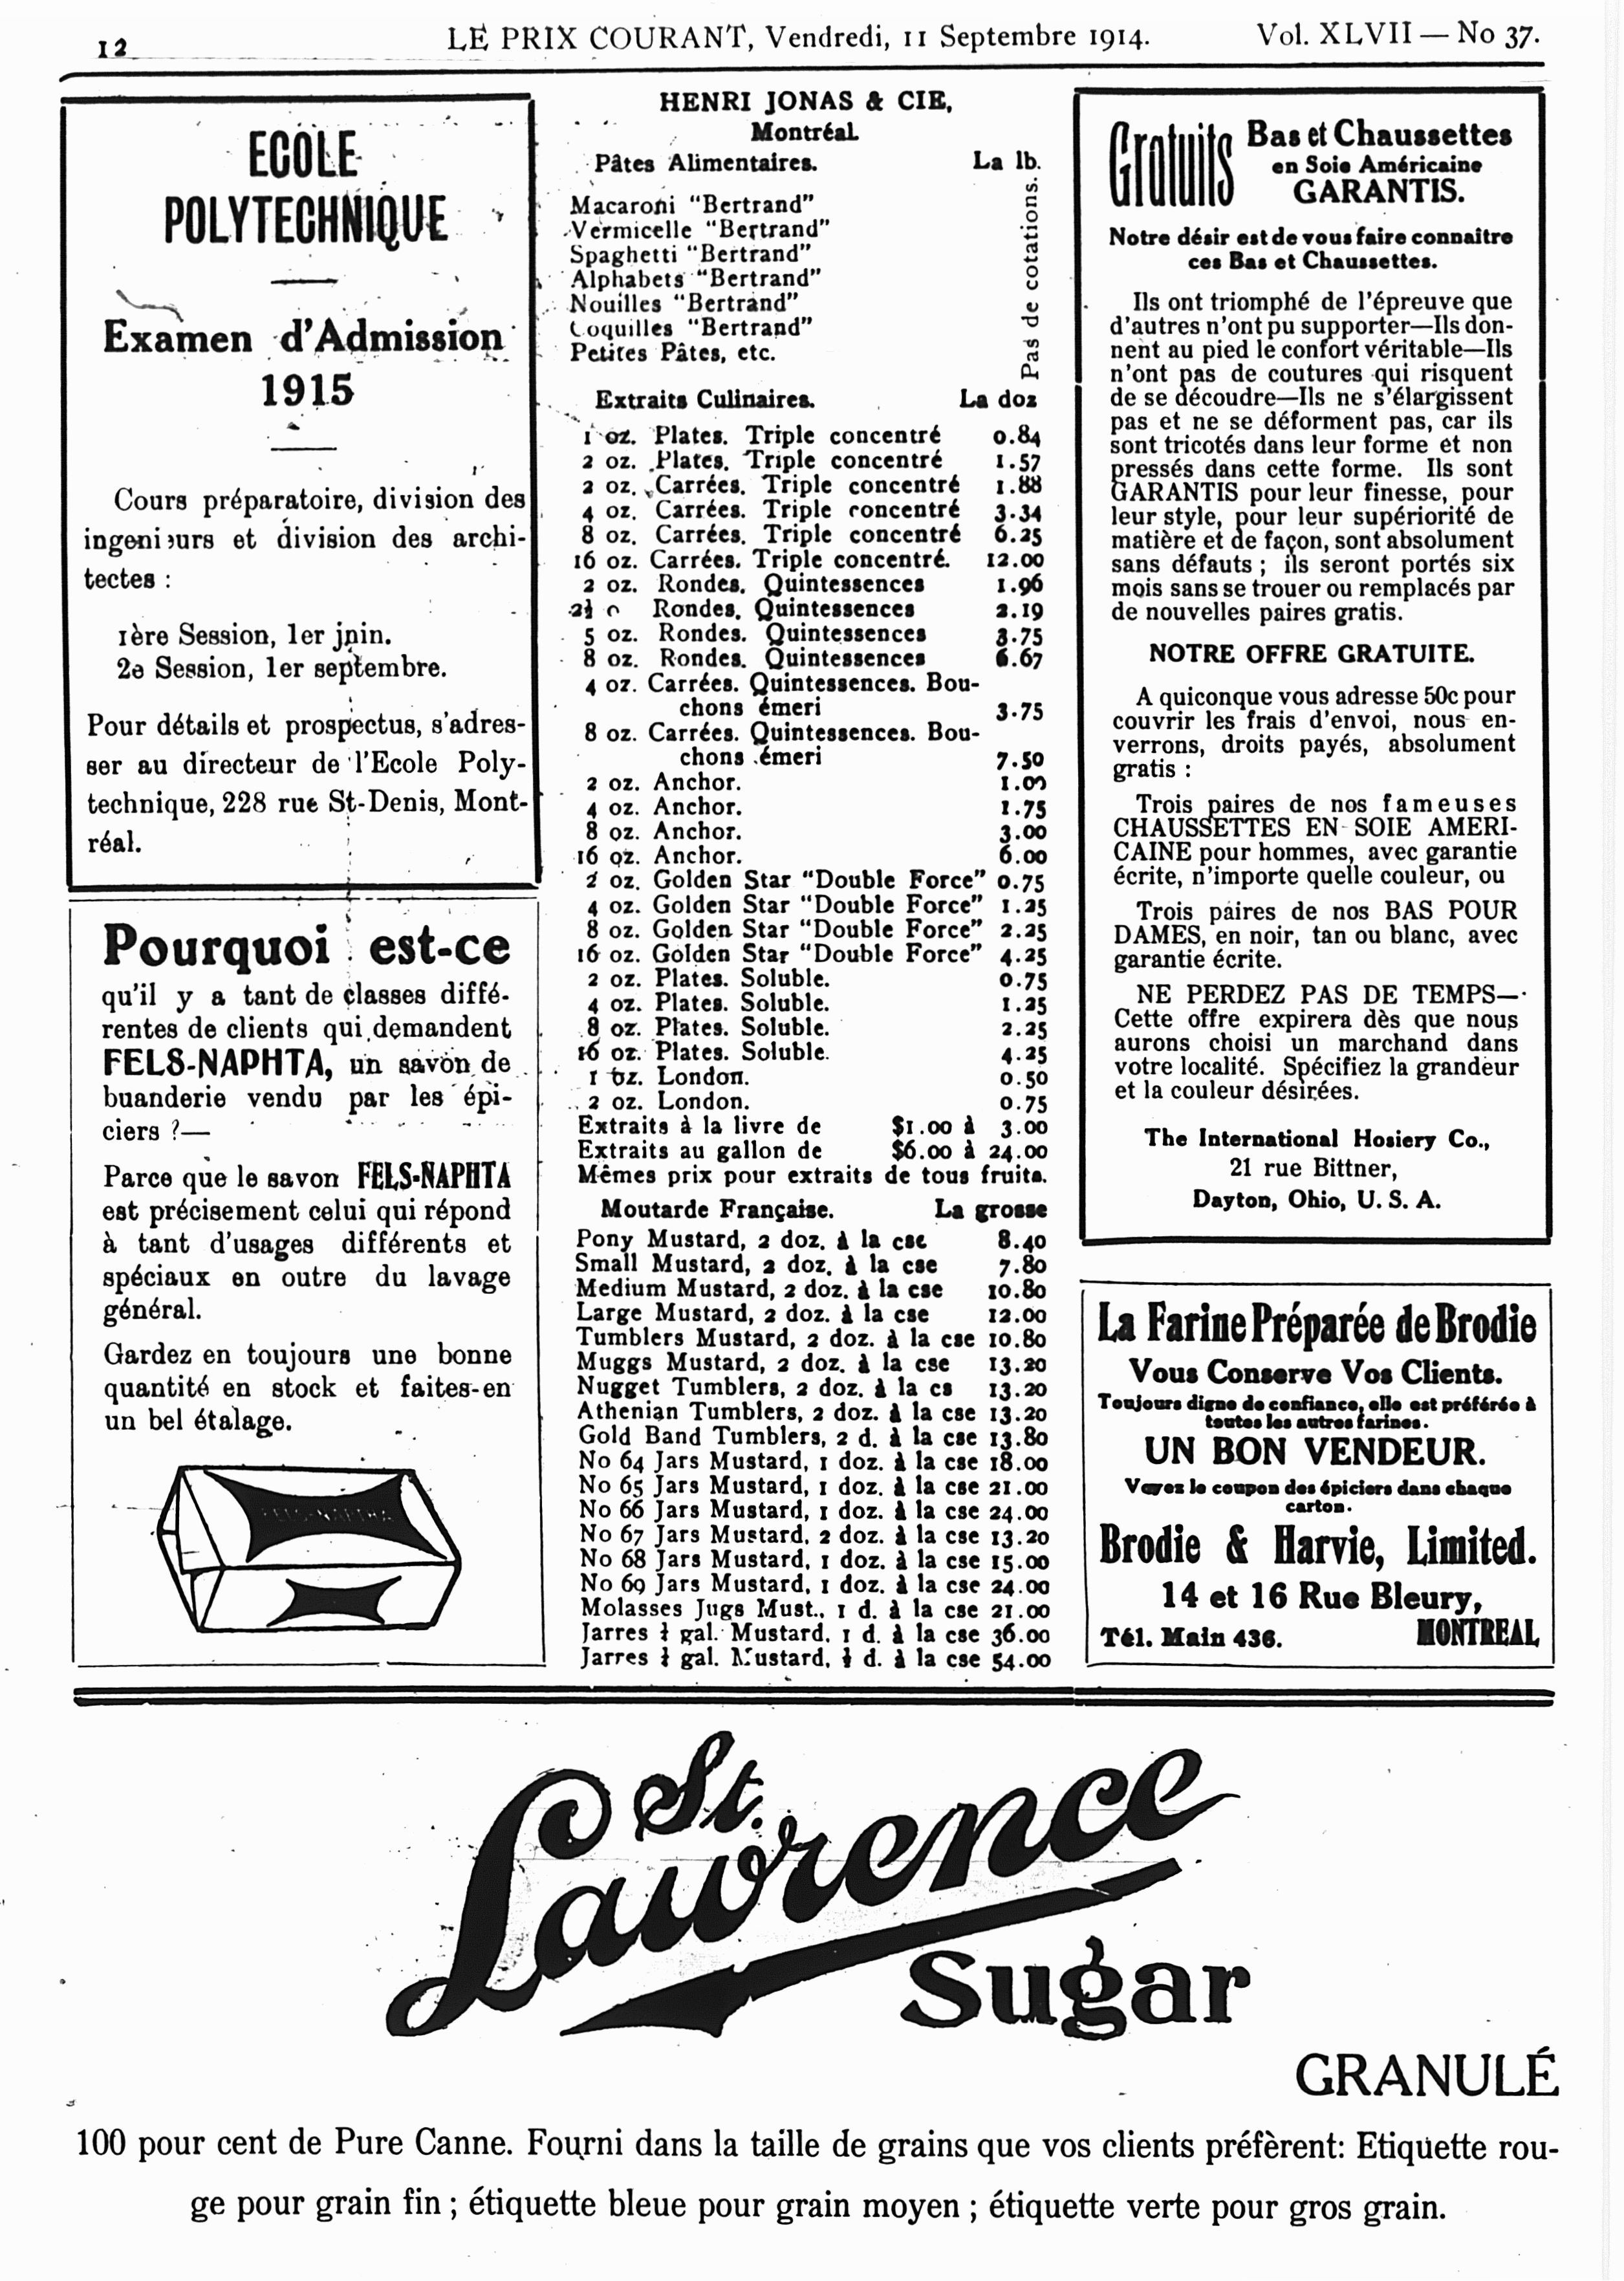 12
LE PRIX COURANT, Vendredi, 11 Septembre 1914.
Vol. XLVII — No 37.
ECOLE
POLYTECHNIQUE
Examen d'Admission
1915
Cours préparatoire, division des
ingenieurs et division des archi-
tectes :
1ère Session, 1er juin.
2e Session, 1er septembre.
Pour détails et prospectus, s'adres-
ser au directeur de l'Ecole Poly-
technique, 228 rue St-Denis, Mont-
réal.
Pourquoi est-ce
qu'il y a tant de classes diffé-
rentes de clients qui demandent
FELS-NAPHTA, un savon de
buanderie vendu par les épi-
ciers ?—
Parce que le savon FELS-NAPHTA
est précisement celui qui répond
à tant d'usages différents et
spéciaux en outre du lavage
général.
Gardez en toujours une bonne
quantité en stock et faites-en
un bel étalage.
FELS-NAPTHA
HENRI JONAS & CIE,
Montréal
Pâtes Alimentaires. La lb.
Macaroni "Bertrand"
Vermicelle "Bertrand"
Spaghetti "Bertrand"
Alphabets "Bertrand"
Nouilles "Bertrand"
Coquilles "Bertrand"
Petites Pâtes, etc.
Pas de cotations.
Extraits Culinaires. La doz
1 oz. Plates. Triple concentré 0.84
2 oz. Plates. Triple concentré 1.57
2 oz. Carrées. Triple concentré 1.88
4 oz. Carrées. Triple concentré 3.34
8 oz. Carrées. Triple concentré 6.25
16 oz. Carrées. Triple concentré. 12.00
2 oz. Rondes. Quintessences 1.96
2½ o Rondes. Quintessences 2.19
5 oz. Rondes. Quintessences 3.75
8 oz. Rondes. Quintessences 6.67
4 oz. Carrées. Quintessences. Bou-
chons émeri 3.75
8 oz. Carrées. Quintessences. Bou-
chons émeri 7.50
2 oz. Anchor. 1.00
4 oz. Anchor. 1.75
8 oz. Anchor. 3.00
16 oz. Anchor. 6.00
2 oz. Golden Star "Double Force" 0.75
4 oz. Golden Star "Double Force" 1.25
8 oz. Golden Star "Double Force" 2.25
16 oz. Golden Star "Double Force" 4.25
2 oz. Plates. Soluble. 0.75
4 oz. Plates. Soluble. 1.25
8 oz. Plates. Soluble. 2.25
16 oz. Plates. Soluble. 4.25
1 oz. London. 0.50
2 oz. London. 0.75
Extraits à la livre de $1.00 à 3.00
Extraits au gallon de $6.00 à 24.00
Mêmes prix pour extraits de tous fruits.
Moutarde Française. La grosse
Pony Mustard, 2 doz. à la cse 8.40
Small Mustard, 2 doz. à la cse 7.80
Medium Mustard, 2 doz. à la cse 10.80
Large Mustard, 2 doz. à la cse 12.00
Tumblers Mustard, 2 doz. à la cse 10.80
Muggs Mustard, 2 doz. à la cse 13.20
Nugget Tumblers, 2 doz. à la cs 13.20
Athenian Tumblers, 2 doz. à la cse 13.20
Gold Band Tumblers, 2 d. à la cse 13.80
No 64 Jars Mustard, 1 doz. à la cse 18.00
No 65 Jars Mustard, 1 doz. à la cse 21.00
No 66 Jars Mustard, 1 doz. à la cse 24.00
No 67 Jars Mustard, 2 doz. à la cse 13.20
No 68 Jars Mustard, 1 doz. à la cse 15.00
No 69 Jars Mustard, 1 doz. à la cse 24.00
Molasses Jugs Must., 1 d. à la cse 21.00
Jarres gal. Mustard, 1 d. à la cse 36.00
Jarres gal. Mustard, d. à la cse 54.00
Gratuits
Bas et Chaussettes
en Soie Américaine
GARANTIS.
Notre désir est de vous faire connaître
ces Bas et Chaussettes.
Ils ont triomphé de l'épreuve que
d'autres n'ont pu supporter—Ils don-
nent au pied le confort véritable—Ils
n'ont pas de coutures qui risquent
de se découdre—Ils ne s'élargissent
pas et ne se déforment pas, car ils
sont tricotés dans leur forme et non
pressés dans cette forme. Ils sont
GARANTIS pour leur finesse, pour
leur style, pour leur supériorité de
matière et de façon, sont absolument
sans défauts ; ils seront portés six
mois sans se trouer ou remplacés par
de nouvelles paires gratis.
NOTRE OFFRE GRATUITE.
A quiconque vous adresse 50c pour
couvrir les frais d'envoi, nous en-
verrons, droits payés, absolument
gratis :
Trois paires de nos fameuses
CHAUSSETTES EN SOIE AMERI-
CAINE pour hommes, avec garantie
écrite, n'importe quelle couleur, ou
Trois paires de nos BAS POUR
DAMES, en noir, tan ou blanc, avec
garantie écrite.
NE PERDEZ PAS DE TEMPS—
Cette offre expirera dès que nous
aurons choisi un marchand dans
votre localité. Spécifiez la grandeur
et la couleur désirées.
The International Hosiery Co.,
21 rue Bittner,
Dayton, Ohio, U. S. A.
La Farine Préparée de Brodie
Vous Conserve Vos Clients.
Toujours digne de confiance, elle est préférée à
toutes les autres farines.
UN BON VENDEUR.
Voyez le coupon des épiciers dans chaque
carton.
Brodie & Harvie, Limited.
14 et 16 Rue Bleury,
Tél. Main 436. MONTREAL
St.
Lawrence
Sugar
GRANULÉ
100 pour cent de Pure Canne. Fourni dans la taille de grains que vos clients préfèrent: Etiquette rou-
ge pour grain fin ; étiquette bleue pour grain moyen ; étiquette verte pour gros grain.